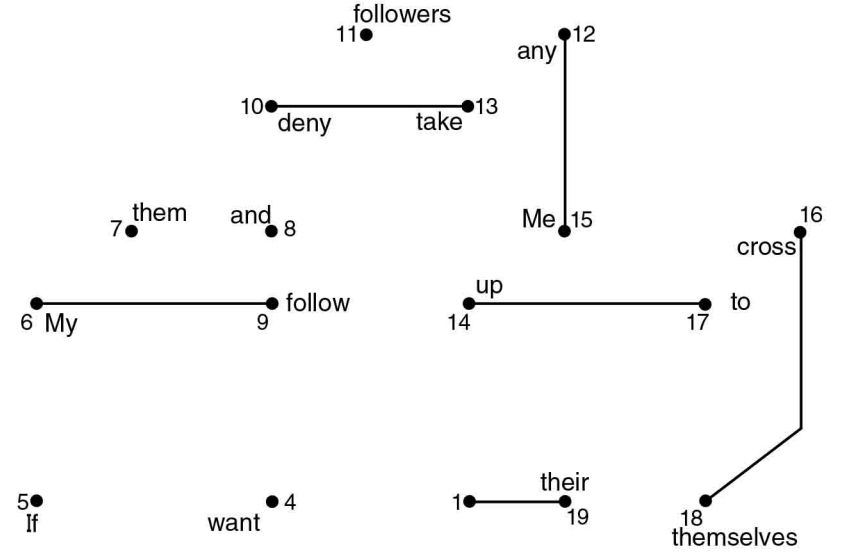 followers
11 12
any
10 13
deny take
16
them and Me 15
7 8 cross
up
follow to
6 My 9 14 17
their
5 4 1
If want 19 18
themselves